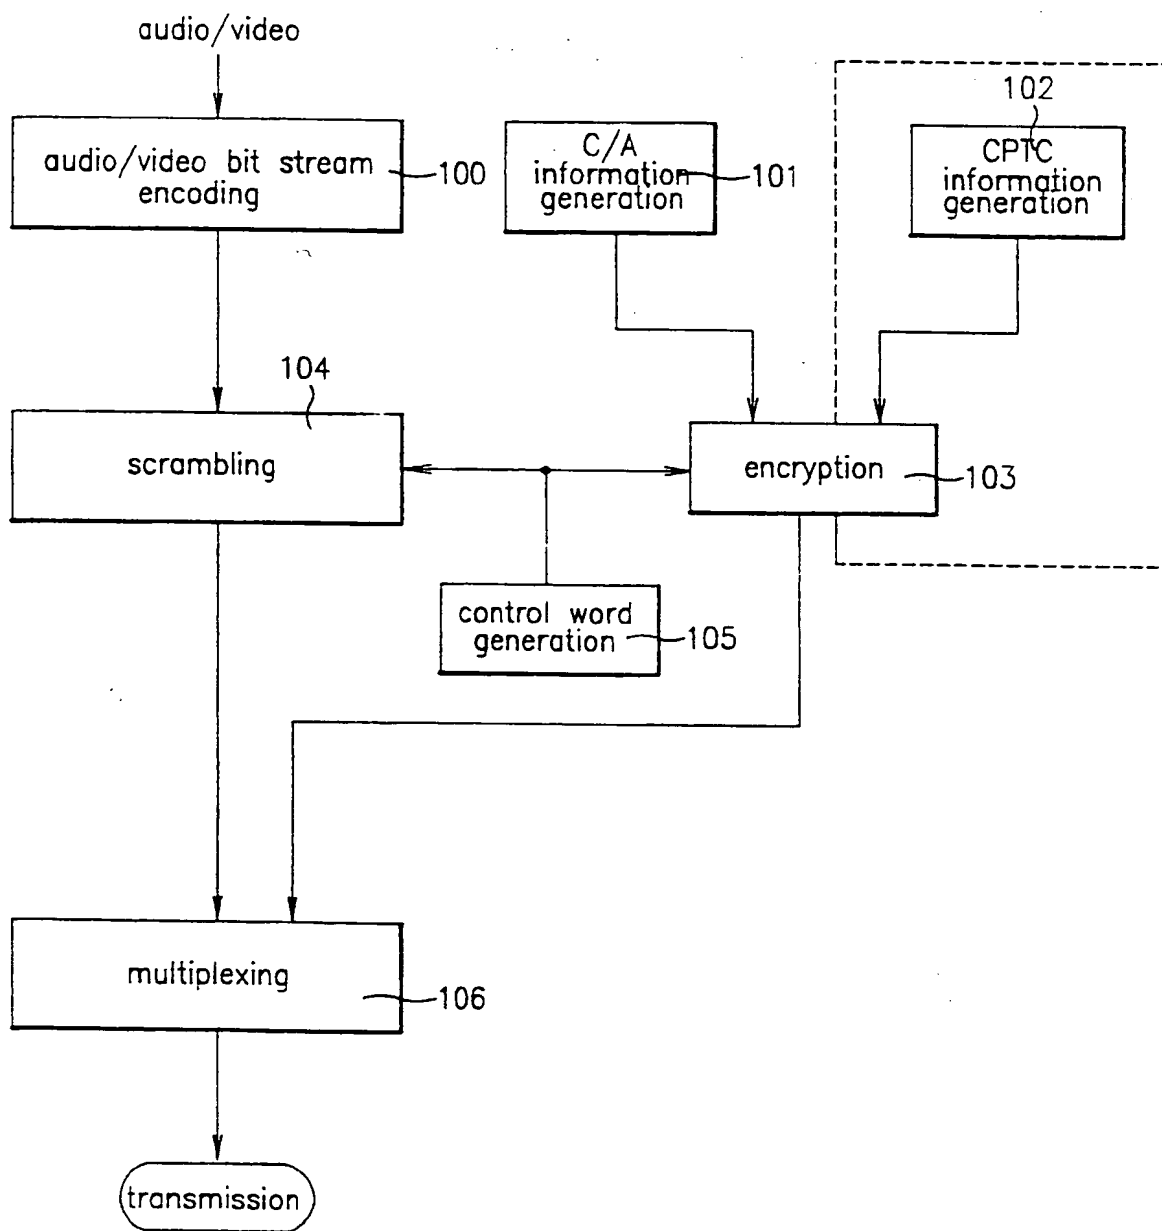 audio/video
audio/video bit stream
encoding
100
C/A
information
generation
101
102
CPTC
information
generation
104
scrambling
encryption
103
control word
generation
105
multiplexing
106
transmission